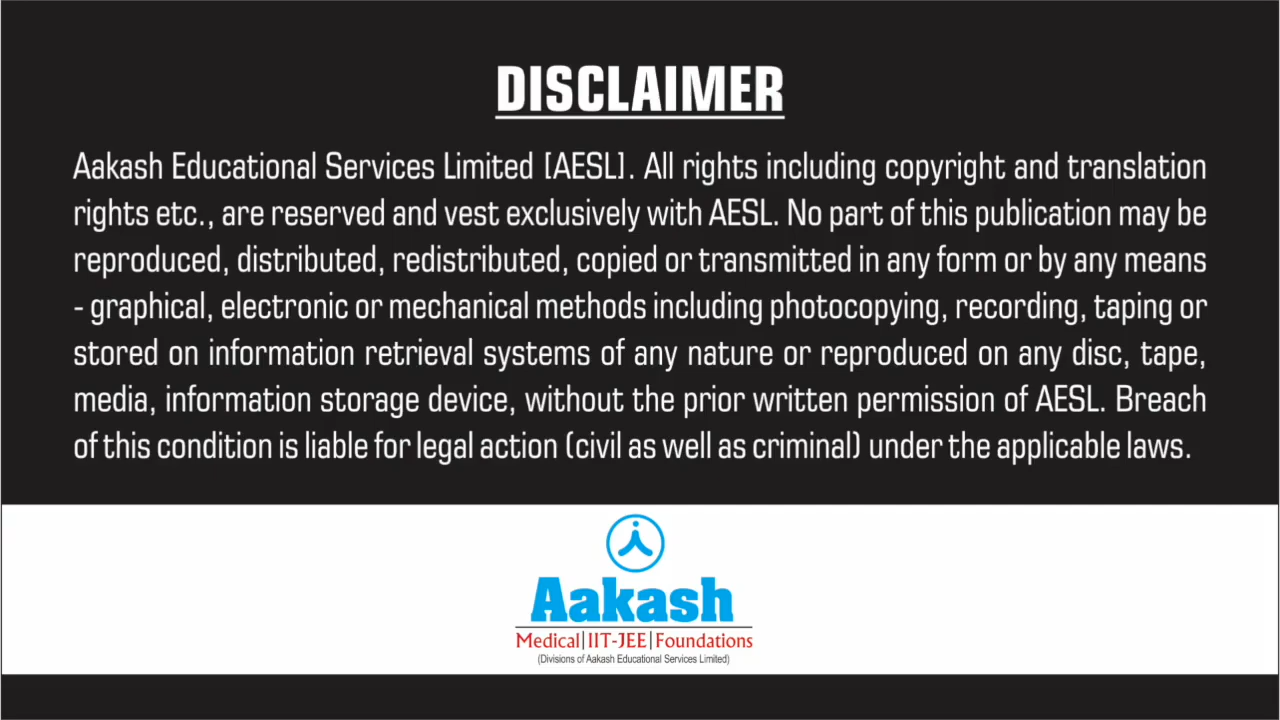 DISCLAIMER
Aakash Educational Services Limited [AESL]. All rights including copyright and translation
rights etc., are reserved and vest exclusively with AESL. No part of this publication may be
reproduced, distributed, redistributed, copied or transmitted in any form or by any means
- graphical, electronic or mechanical methods including photocopying, recording, taping or
stored on information retrieval systems of any nature or reproduced on any disc, tape,
media, information storage device, without the prior written permission of AESL. Breach
of this condition is liable for legal action (civil as well as criminal) under the applicable laws.
Aakash
Medical|IIT-JEE|Foundations
(Divisions of Aakash Educational Services Limited)